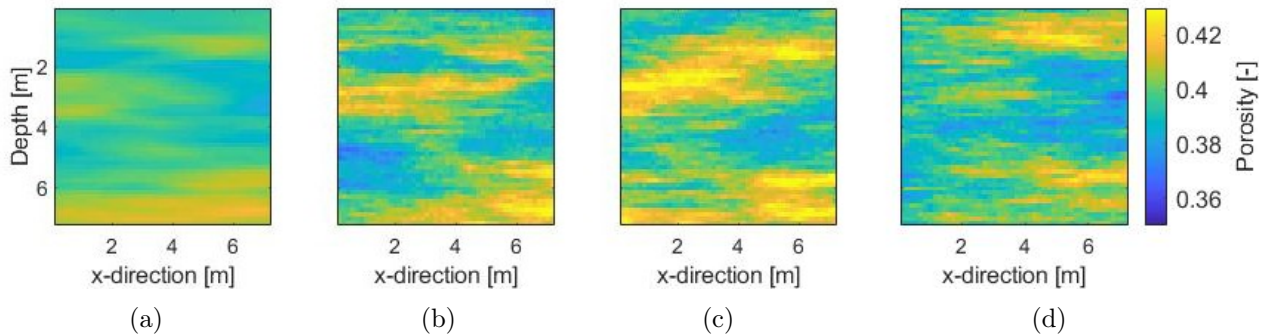 Depth [m]
2
4
6
2 4 6
x-direction [m]
(a)
2 4 6
x-direction [m]
(b)
2 4 6
x-direction [m]
(c)
2 4 6
x-direction [m]
(d)
0.42
0.4
0.38
0.36
Porosity [-]